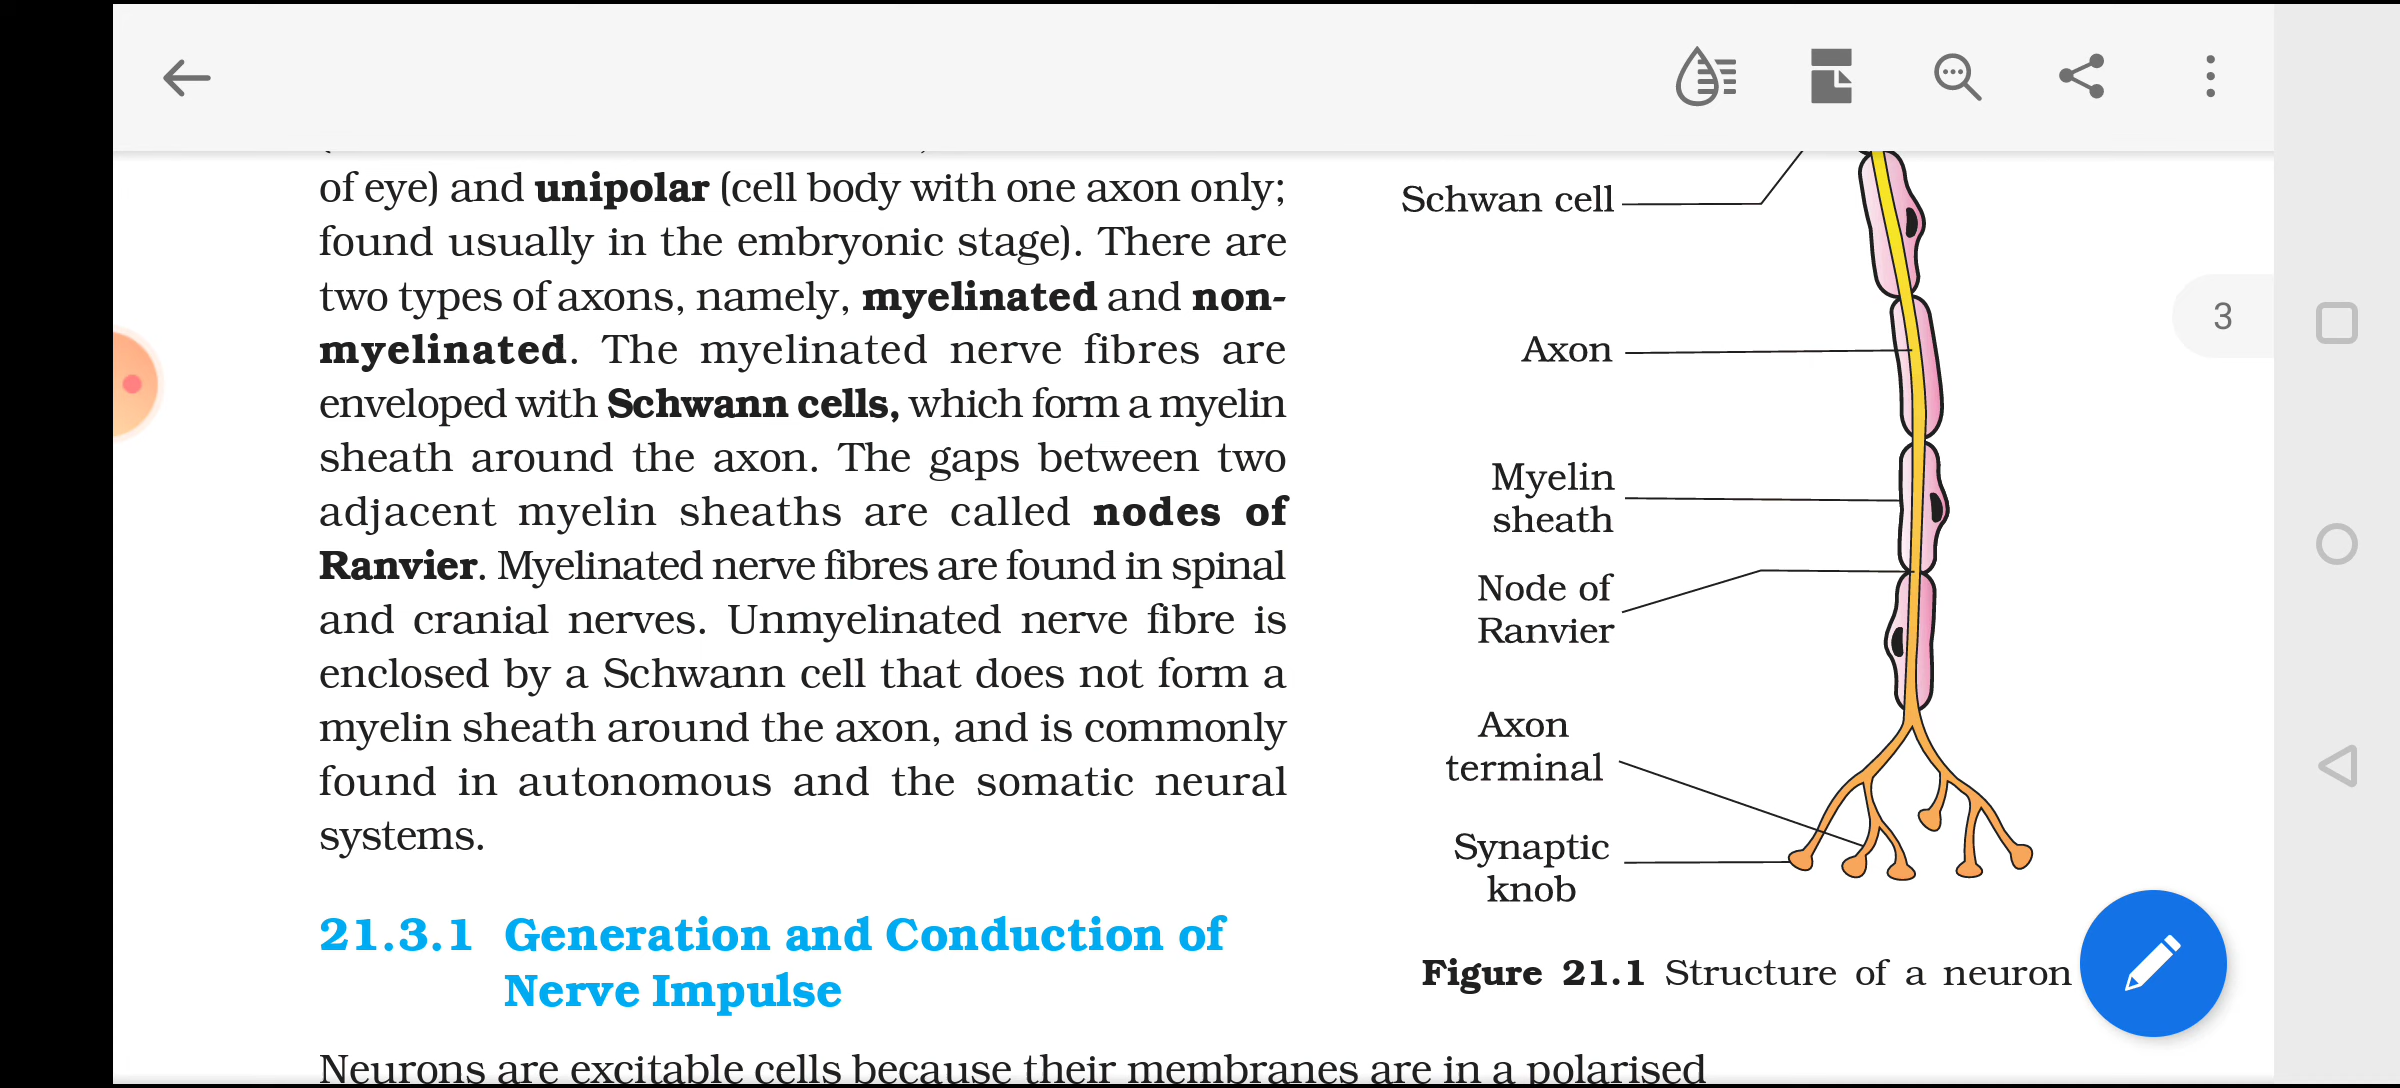 of eye) and unipolar (cell body with one axon only;
found usually in the embryonic stage). There are
two types of axons, namely, myelinated and non-
myelinated. The myelinated nerve fibres are
enveloped with Schwann cells, which form a myelin
sheath around the axon. The gaps between two
adjacent myelin sheaths are called nodes of
Ranvier. Myelinated nerve fibres are found in spinal
and cranial nerves. Unmyelinated nerve fibre is
enclosed by a Schwann cell that does not form a
myelin sheath around the axon, and is commonly
found in autonomous and the somatic neural
systems.
21.3.1 Generation and Conduction of
Nerve Impulse
Neurons are excitable cells because their membranes are in a polarised
Schwan cell
Axon
Myelin
sheath
Node of
Ranvier
Axon
terminal
Synaptic
knob
Figure 21.1 Structure of a neuron
3